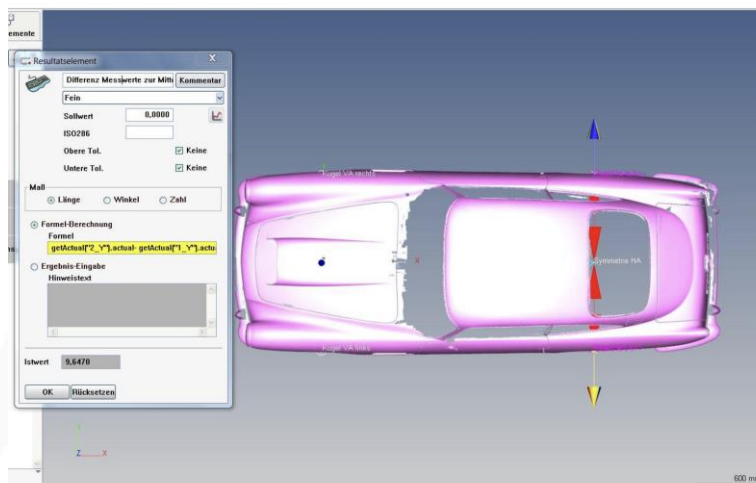 emente
Resultatselement
X
Differenz Messwerte zur Mitt
Kommentar
Fein
Sollwert 0,0000
ISO286
Obere Tol. Keine
Untere Tol. Keine
Maß
Länge Winkel Zahl
Formel-Berechnung
Formel
getActual("2_Y").actual- getActual("1_Y").actu
Ergebnis-Eingabe
Hinweistext
Istwert 9,6470
OK Rücksetzen
Kugel VA rechts
X
Symmetrie HA
Kugel VA links
Z X
600 m